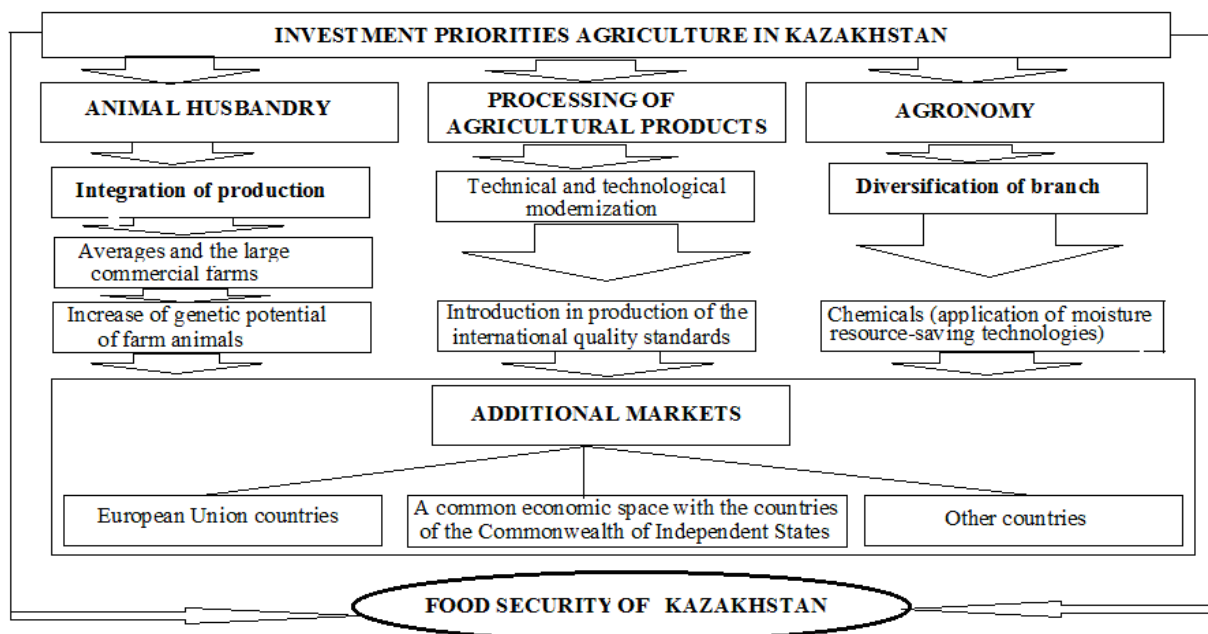 INVESTMENT PRIORITIES AGRICULTURE IN KAZAKHSTAN
ANIMAL HUSBANDRY
PROCESSING OF
AGRICULTURAL PRODUCTS
AGRONOMY
Integration of production
Technical and technological
modernization
Diversification of branch
Averages and the large
commercial farms
Increase of genetic potential
of farm animals
Introduction in production of the
international quality standards
Chemicals (application of moisture
resource-saving technologies)
ADDITIONAL MARKETS
European Union countries
A common economic space with the countries
of the Commonwealth of Independent States
Other countries
FOOD SECURITY OF KAZAKHSTAN